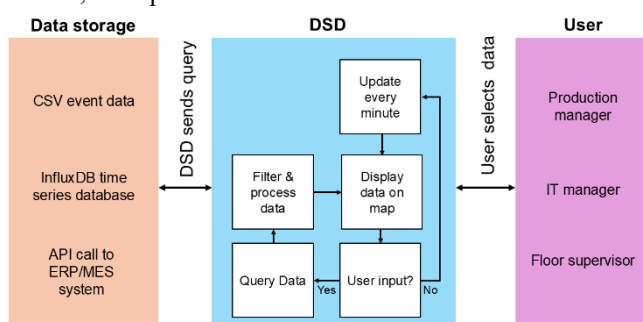 Data storage
CSV event data
InfluxDB time
series database
API call to
ERP/MES
system
DSD sends query
DSD
Update
every
minute
Filter &
process
data
Display
data on
map
Query Data
Yes
User input?
No
User selects data
User
Production
manager
IT manager
Floor supervisor